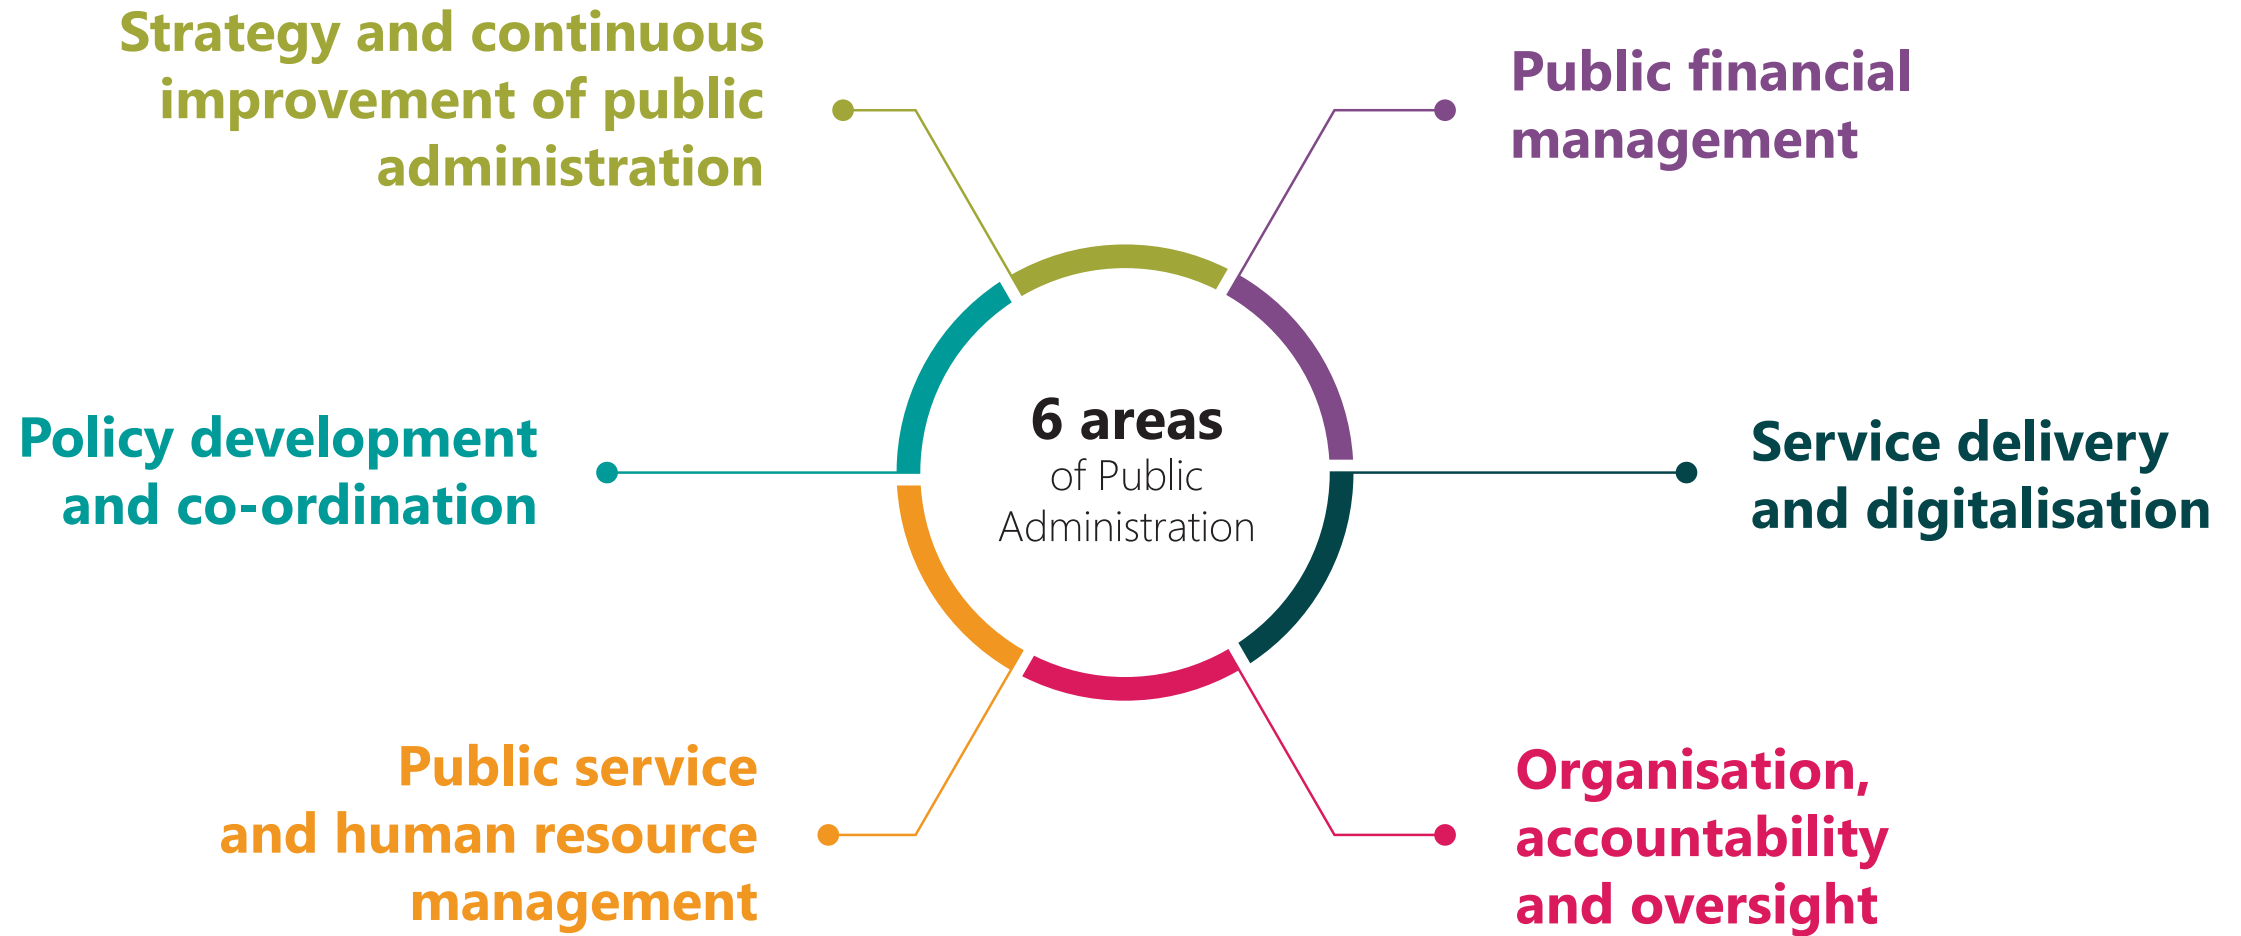 Strategy and continuous
improvement of public
administration
Public financial
management
Policy development
and co-ordination
6 areas
of Public
Administration
Service delivery
and digitalisation
Public service
and human resource
management
Organisation,
accountability
and oversight